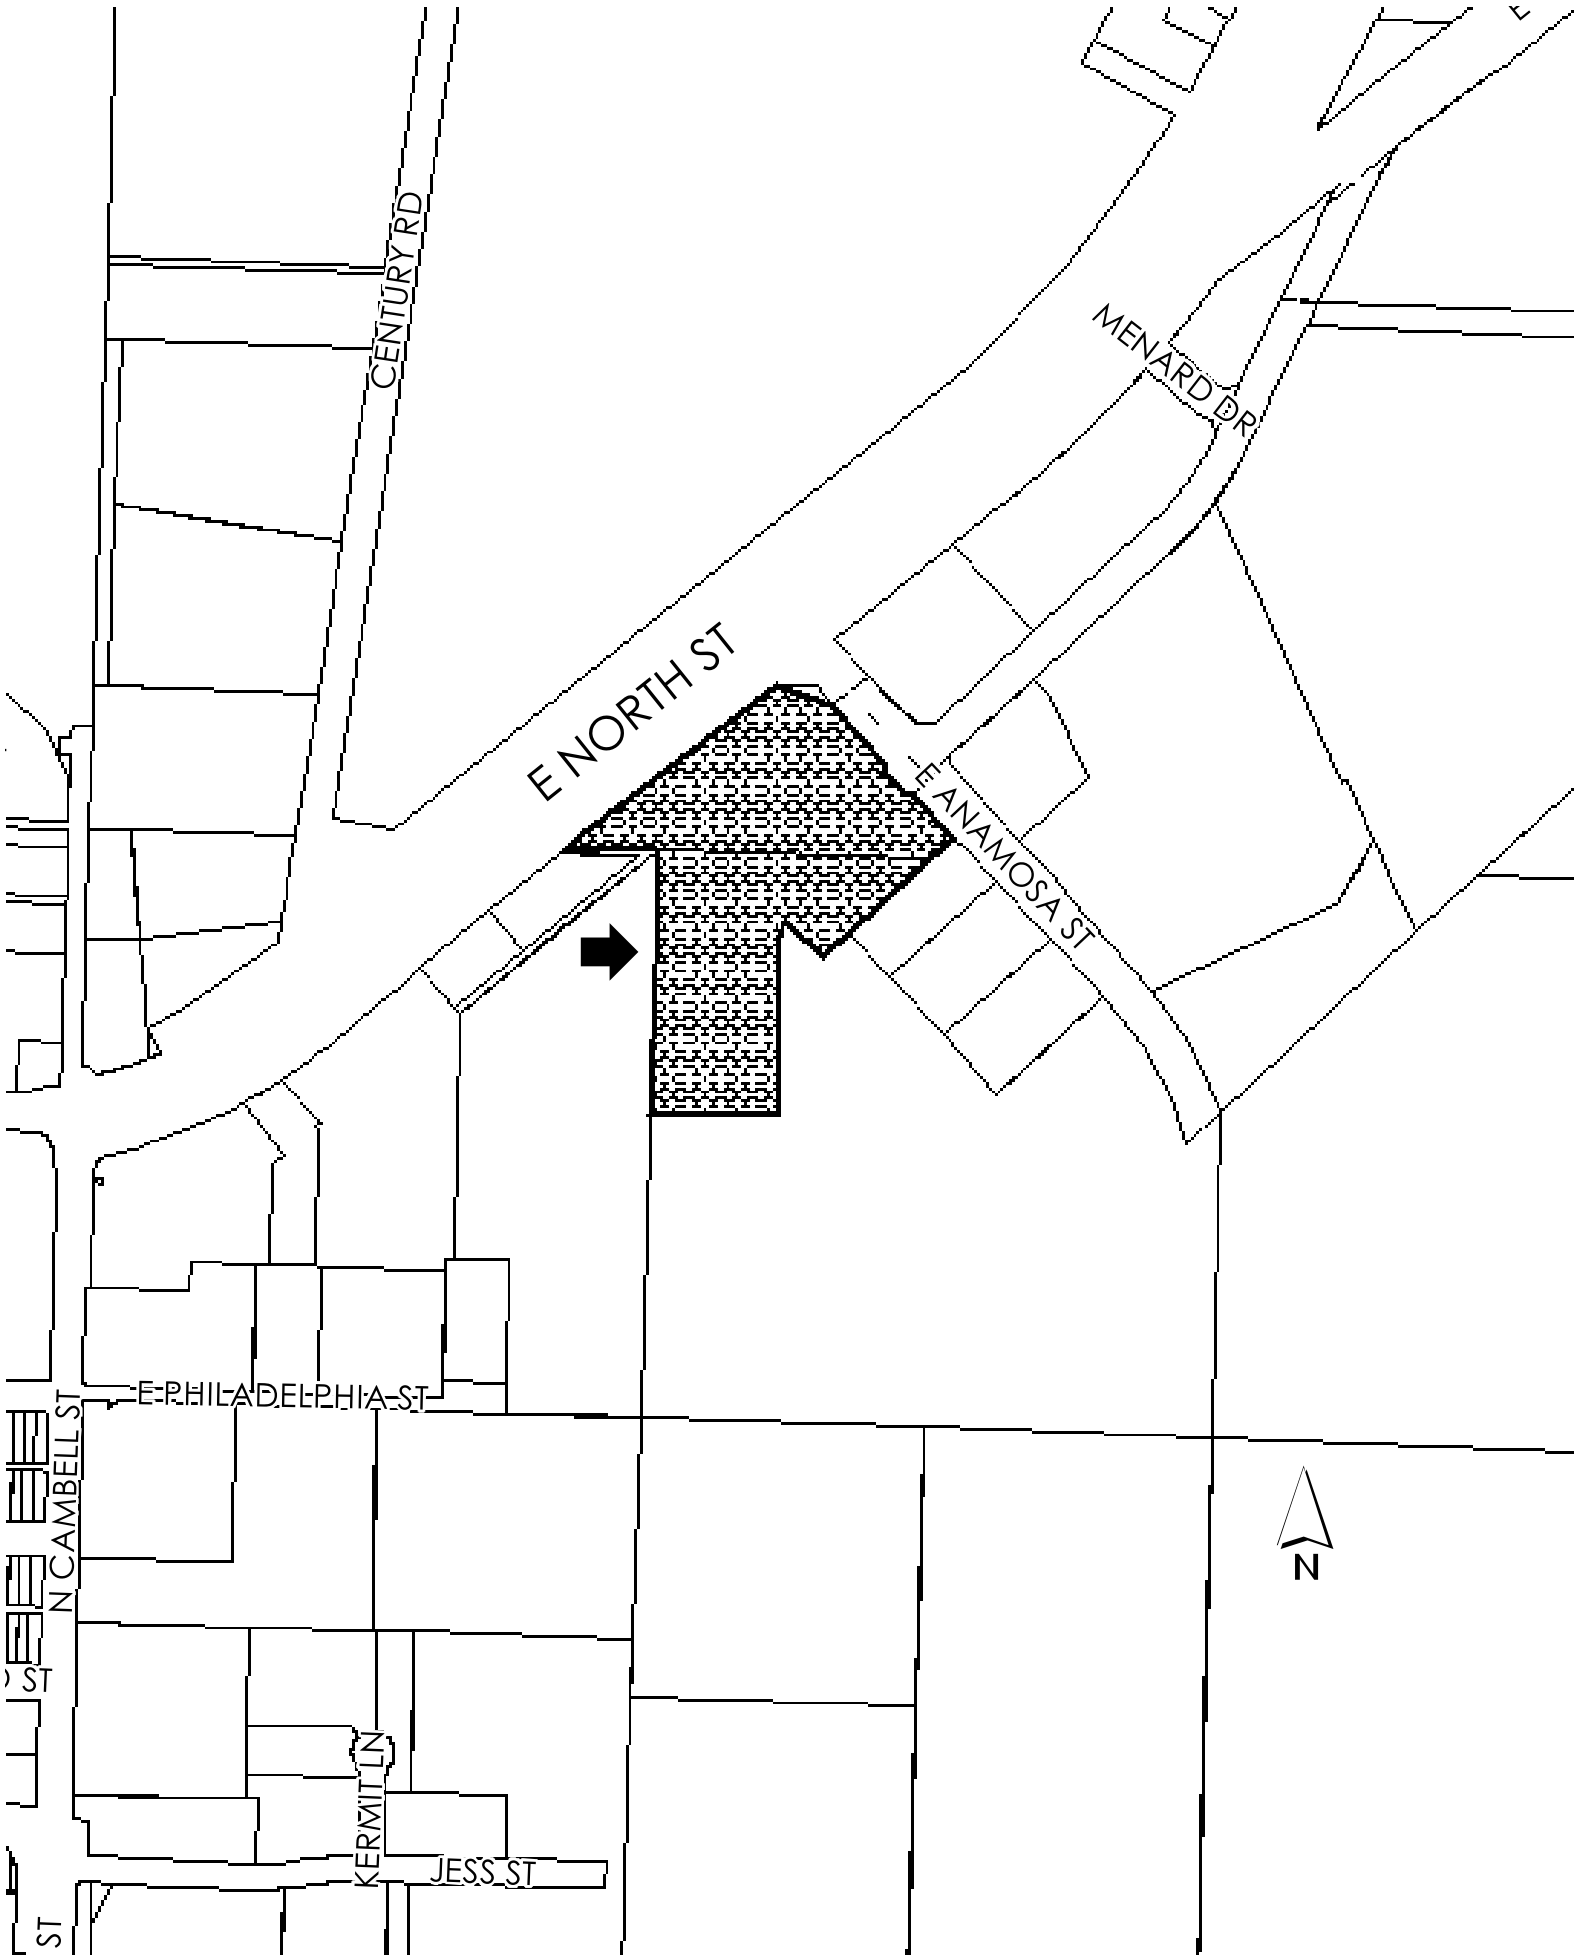 E
CENTURY RD
MENARD DR
E NORTH ST
E ANAMOSA ST
E PHILADELPHIA ST
N CAMBELL ST
N
ST
KERMIT LN
JESS ST
ST